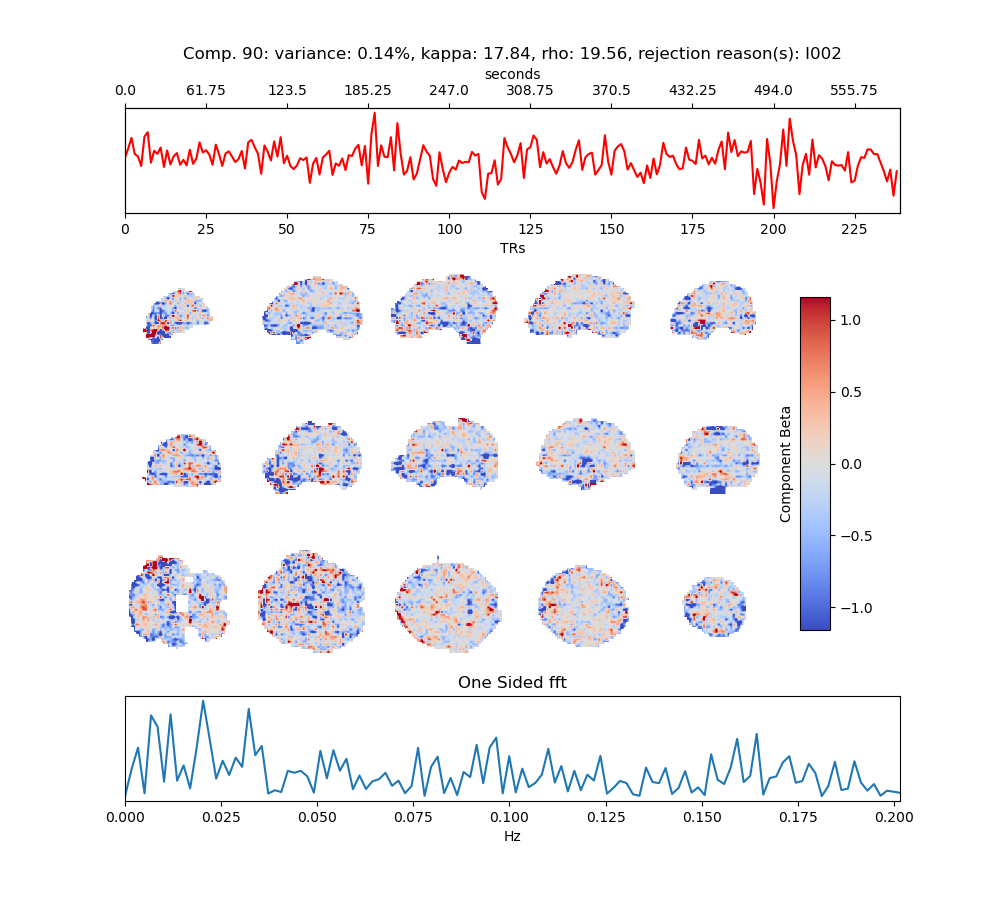 Comp. 90: variance: 0.14%, kappa: 17.84, rho: 19.56, rejection reason(s): I002
seconds
0.0 61.75 123.5 185.25 247.0 308.75 370.5 432.25 494.0 555.75
0 25 50 75 100 125 150 175 200 225
TRs
Component Beta
1.0
0.5
0.0
−0.5
−1.0
One Sided fft
0.000 0.025 0.050 0.075 0.100 0.125 0.150 0.175 0.200
Hz